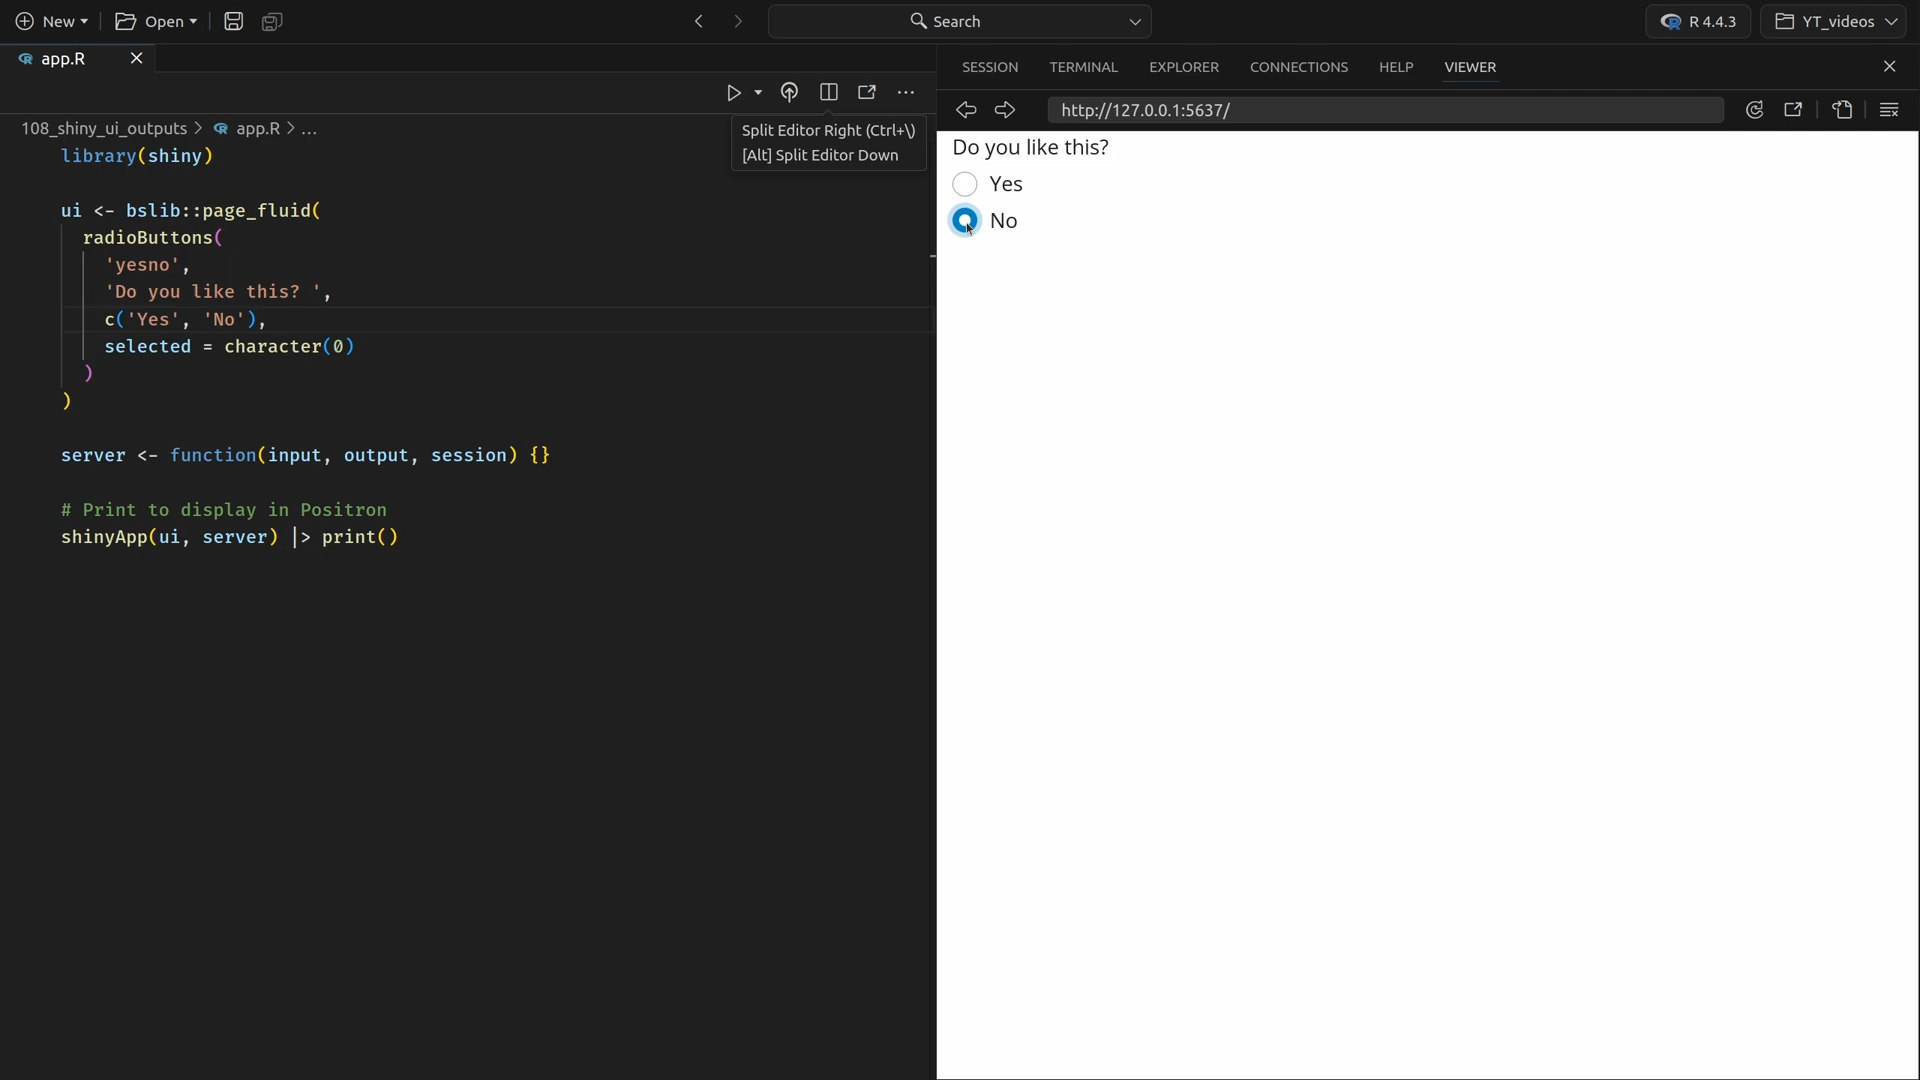 New
Open
Search
R 4.4.3
YT_videos
app.R
SESSION
TERMINAL
EXPLORER
CONNECTIONS
HELP
VIEWER
http://127.0.0.1:5637/
108_shiny_ui_outputs > app.R > ...
Split Editor Right (Ctrl+\)
[Alt] Split Editor Down
library(shiny)
ui <- bslib::page_fluid(
  radioButtons(
    'yesno',
    'Do you like this? ',
    c('Yes', 'No'),
    selected = character(0)
  )
)
server <- function(input, output, session) {}
# Print to display in Positron
shinyApp(ui, server) |> print()
Do you like this?
Yes
No